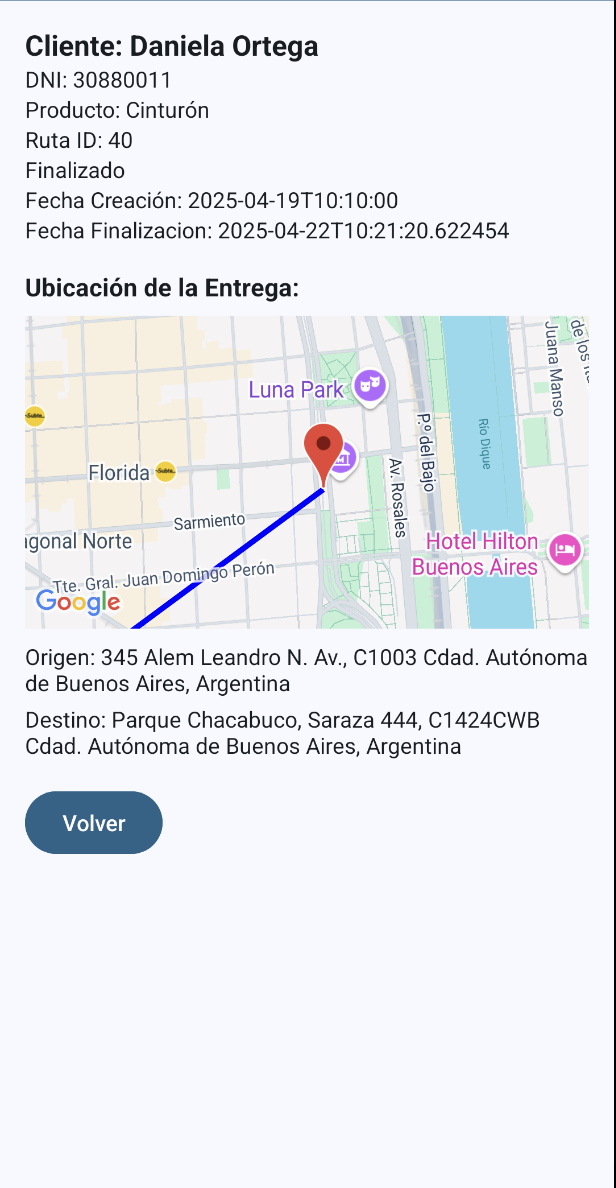 Cliente: Daniela Ortega
DNI: 30880011
Producto: Cinturón
Ruta ID: 40
Finalizado
Fecha Creación: 2025-04-19T10:10:00
Fecha Finalizacion: 2025-04-22T10:21:20.622454
Ubicación de la Entrega:
de los
Juana Manso
Luna Park
Subte
P.º del Bajo
Río Dique
Av. Rosales
Florida
Subte
Sarmiento
agonal Norte
Hotel Hilton
Buenos Aires
Tte. Gral. Juan Domingo Perón
Google
Origen: 345 Alem Leandro N. Av., C1003 Cdad. Autónoma
de Buenos Aires, Argentina
Destino: Parque Chacabuco, Saraza 444, C1424CWB
Cdad. Autónoma de Buenos Aires, Argentina
Volver